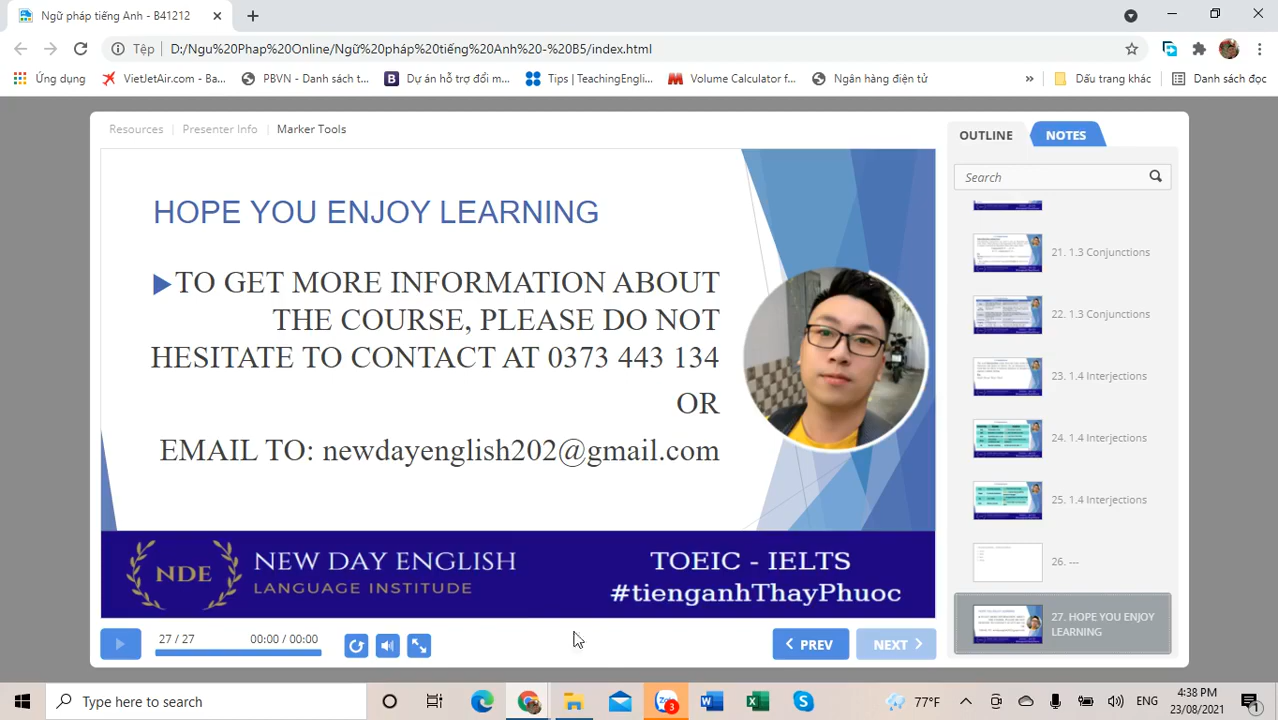 Ngữ pháp tiếng Anh - B41212
Tệp
D:/Ngu%20Phap%20Online/Ngữ%20pháp%20tiếng%20Anh%20-%20B5/index.html
Ứng dụng
VietJetAir.com - Ba...
PBVN - Danh sách t...
Dự án hỗ trợ đổi m...
Tips | TeachingEngli...
Volume Calculator f...
Ngân hàng điện tử
»
Dấu trang khác
Danh sách đọc
Resources | Presenter Info | Marker Tools
HOPE YOU ENJOY LEARNING
TO GET MORE INFORMATION ABOUT
THE COURSE, PLEASE DO NOT
HESITATE TO CONTACT AT 0373 443 134
OR
EMAIL TO: newdayenglish202@gmail.com
NDE
NEW DAY ENGLISH
LANGUAGE INSTITUTE
TOEIC - IELTS
#tienganhThayPhuoc
27 / 27
00:00 / 00:00
PREV
NEXT
OUTLINE
NOTES
Search
21. 1.3 Conjunctions
22. 1.3 Conjunctions
23. 1.4 Interjections
24. 1.4 Interjections
25. 1.4 Interjections
26. ---
27. HOPE YOU ENJOY
LEARNING
Type here to search
3
77°F
ENG
4:38 PM
23/08/2021
1